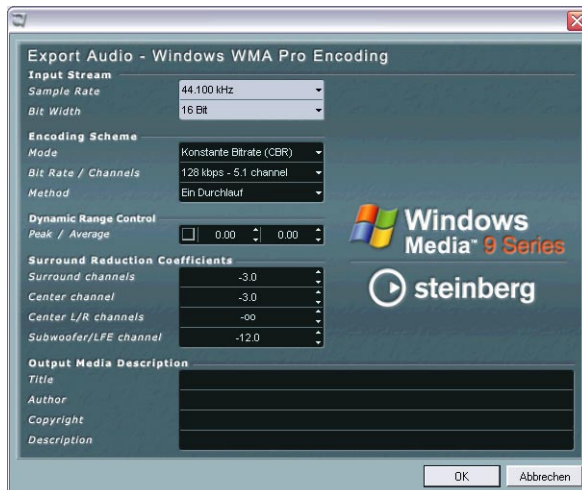 Export Audio - Windows WMA Pro Encoding
Input Stream
Sample Rate 44.100 kHz
Bit Width 16 Bit
Encoding Scheme
Mode Konstante Bitrate (CBR)
Bit Rate / Channels 128 kbps - 5.1 channel
Method Ein Durchlauf
Dynamic Range Control
Peak / Average 0.00 0.00
Windows
Media™ 9 Series
Surround Reduction Coefficients
Surround channels -3.0
steinberg
Center channel -3.0
Center L/R channels -oo
Subwoofer/LFE channel -12.0
Output Media Description
Title
Author
Copyright
Description
OK Abbrechen